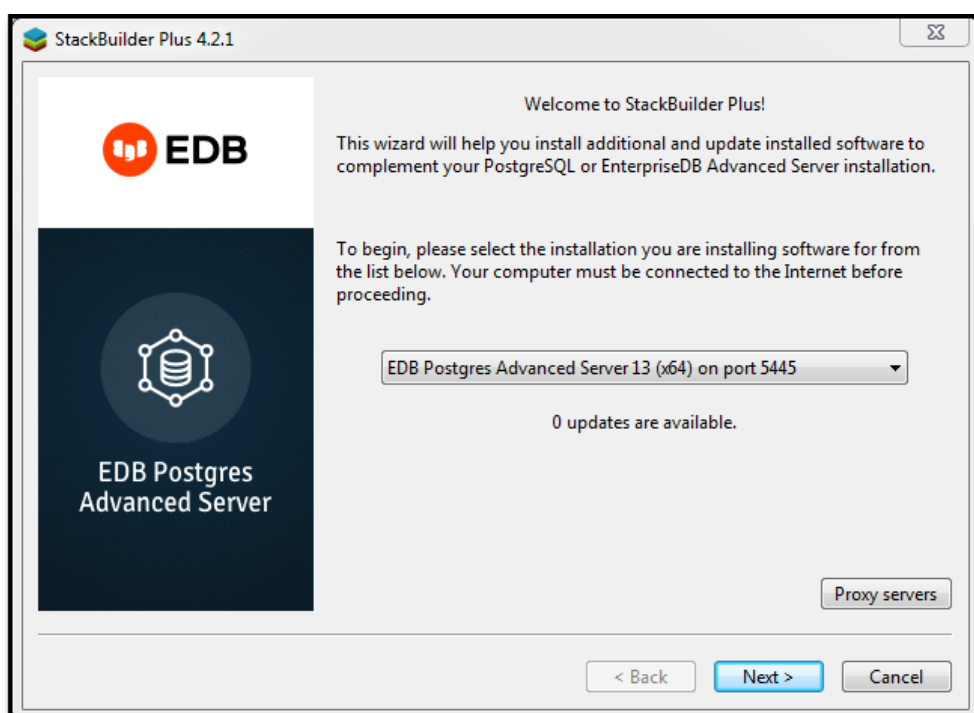 StackBuilder Plus 4.2.1
EDB
EDB Postgres
Advanced Server
Welcome to StackBuilder Plus!
This wizard will help you install additional and update installed software to
complement your PostgreSQL or EnterpriseDB Advanced Server installation.
To begin, please select the installation you are installing software for from
the list below. Your computer must be connected to the Internet before
proceeding.
EDB Postgres Advanced Server 13 (x64) on port 5445
0 updates are available.
Proxy servers
< Back
Next >
Cancel